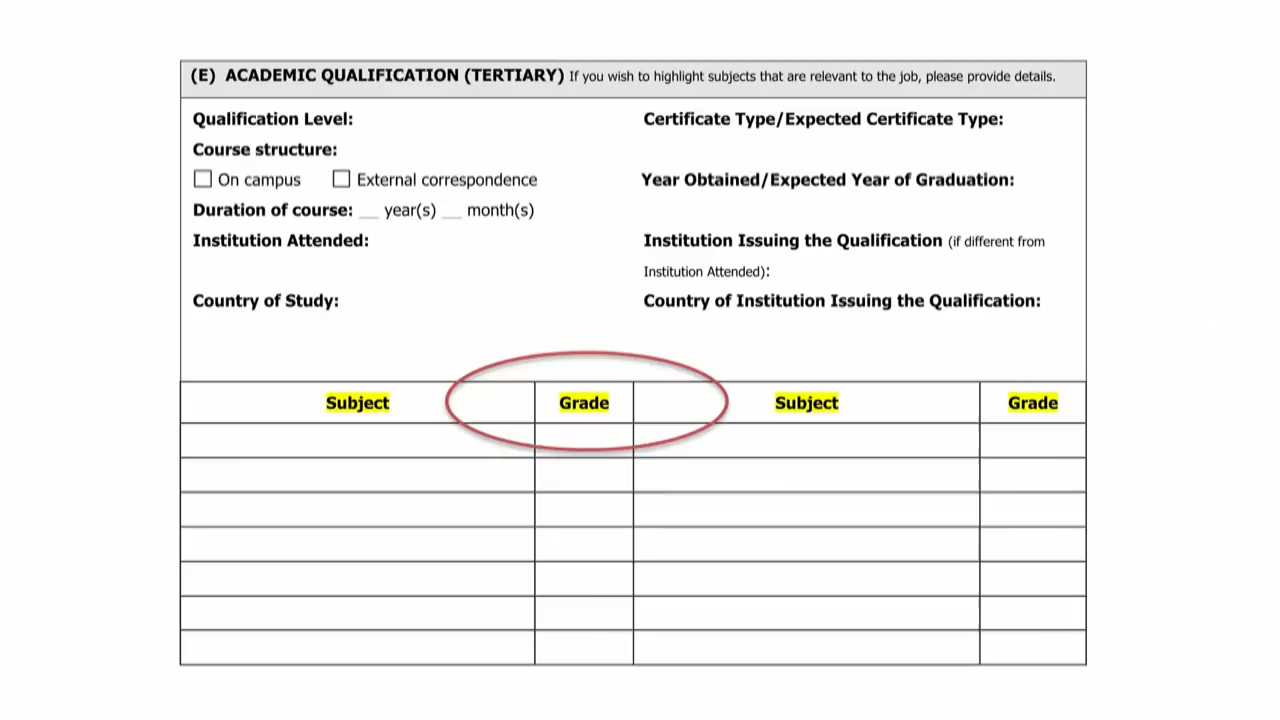 (E) ACADEMIC QUALIFICATION (TERTIARY) If you wish to highlight subjects that are relevant to the job, please provide details.
Qualification Level:
Certificate Type/Expected Certificate Type:
Course structure:
On campus External correspondence
Year Obtained/Expected Year of Graduation:
Duration of course: __ year(s) __ month(s)
Institution Attended:
Institution Issuing the Qualification (if different from
Institution Attended):
Country of Study:
Country of Institution Issuing the Qualification:
Subject Grade Subject Grade